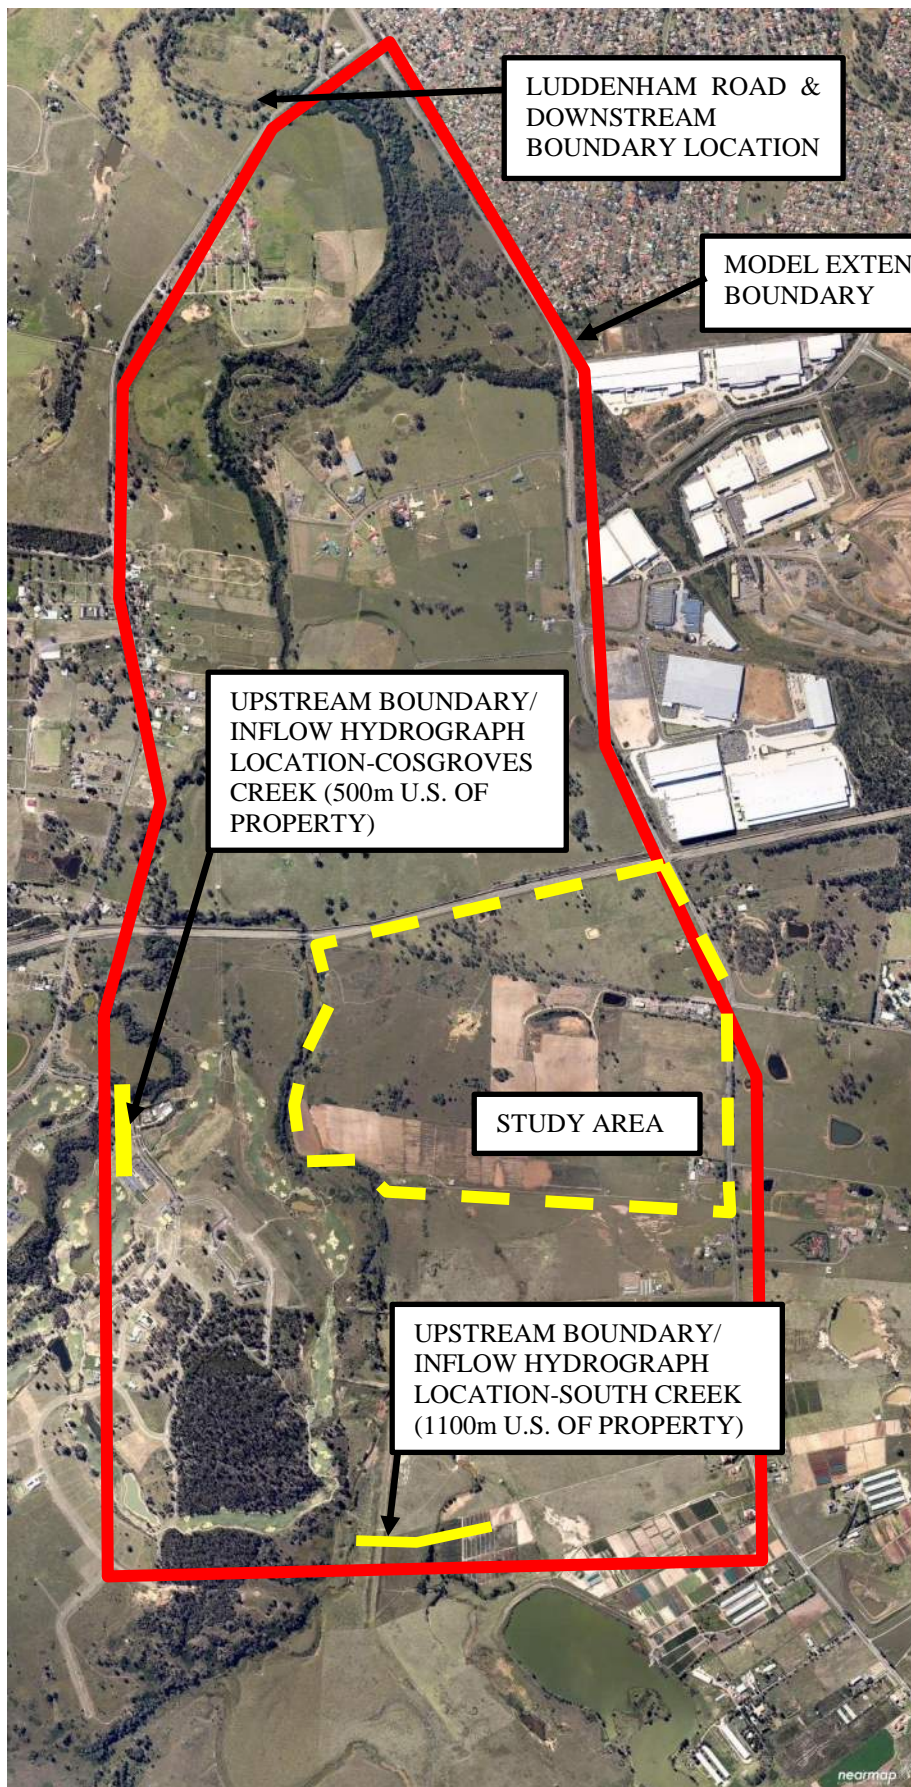 LUDDENHAM ROAD &
DOWNSTREAM
BOUNDARY LOCATION
MODEL EXTEN
BOUNDARY
UPSTREAM BOUNDARY/
INFLOW HYDROGRAPH
LOCATION-COSGROVES
CREEK (500m U.S. OF
PROPERTY)
STUDY AREA
UPSTREAM BOUNDARY/
INFLOW HYDROGRAPH
LOCATION-SOUTH CREEK
(1100m U.S. OF PROPERTY)
nearmap